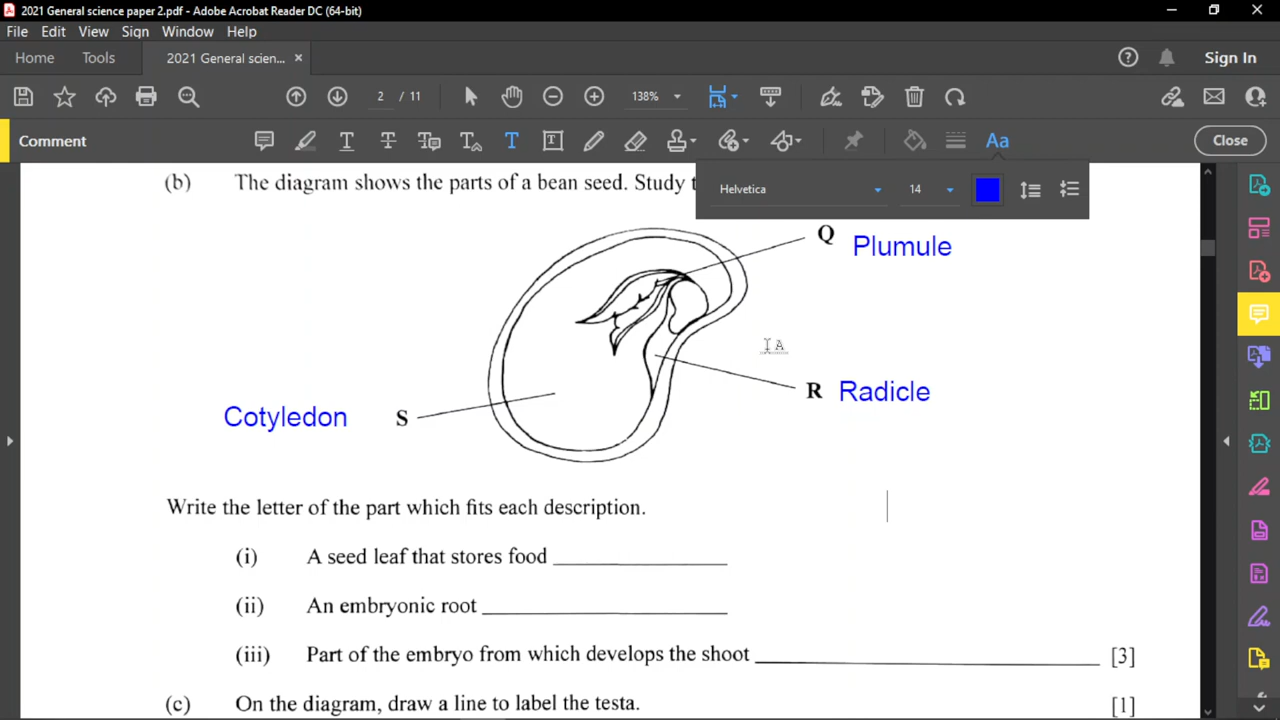 2021 General science paper 2.pdf - Adobe Acrobat Reader DC (64-bit)
File Edit View Sign Window Help
Home Tools 2021 General scien... × Sign In
2 / 11 138%
Comment T T T T T Aa Close
Helvetica 14
(b) The diagram shows the parts of a bean seed. Study t
Q Plumule
A
R Radicle
Cotyledon S
Write the letter of the part which fits each description.
(i) A seed leaf that stores food ___________
(ii) An embryonic root ___________
(iii) Part of the embryo from which develops the shoot ___________ [3]
(c) On the diagram, draw a line to label the testa. [1]